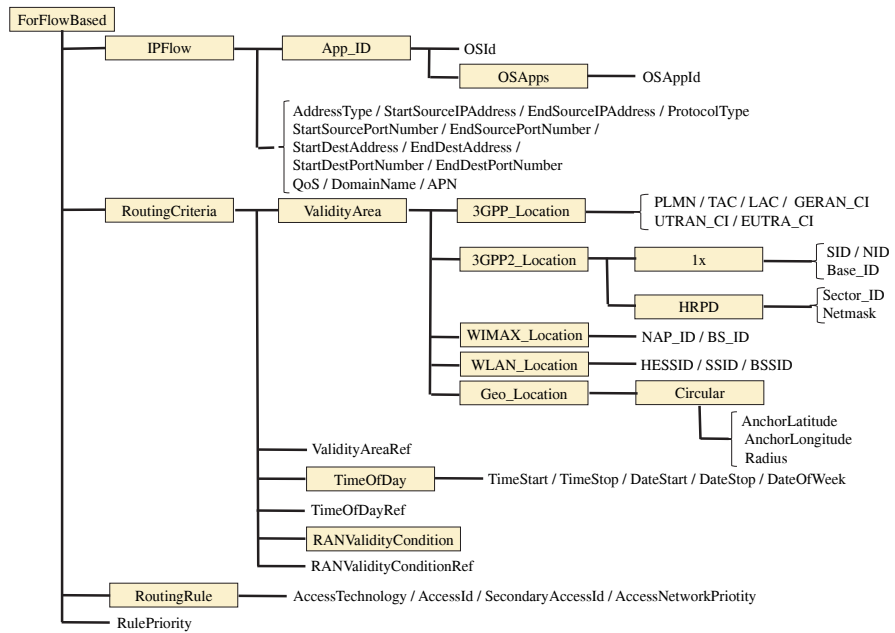 ForFlowBased
IPFlow
App_ID
OSId
OSApps
OSAppId
AddressType / StartSourceIPAddress / EndSourceIPAddress / ProtocolType
StartSourcePortNumber / EndSourcePortNumber /
StartDestAddress / EndDestAddress /
StartDestPortNumber / EndDestPortNumber
QoS / DomainName / APN
RoutingCriteria
ValidityArea
3GPP_Location
PLMN / TAC / LAC / GERAN_CI
UTRAN_CI / EUTRA_CI
3GPP2_Location
1x
SID / NID
Base_ID
HRPD
Sector_ID
Netmask
WIMAX_Location
NAP_ID / BS_ID
WLAN_Location
HESSID / SSID / BSSID
Geo_Location
Circular
AnchorLatitude
AnchorLongitude
Radius
ValidityAreaRef
TimeOfDay
TimeStart / TimeStop / DateStart / DateStop / DateOfWeek
TimeOfDayRef
RANValidityCondition
RANValidityConditionRef
RoutingRule
AccessTechnology / AccessId / SecondaryAccessId / AccessNetworkPriotity
RulePriority